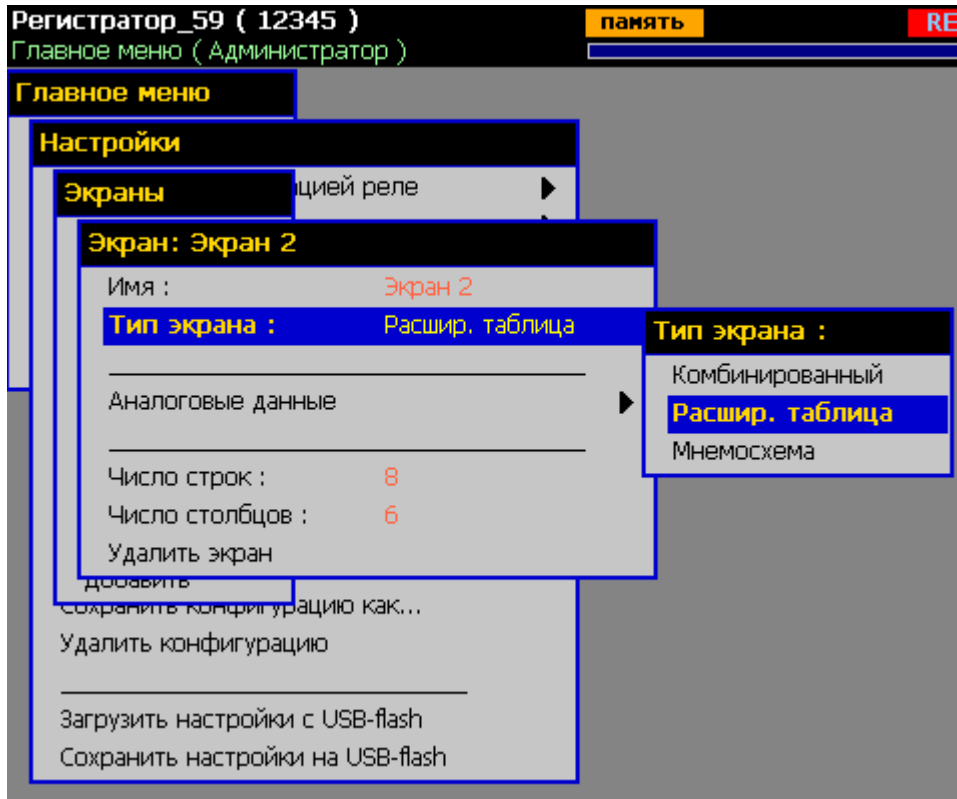 Регистратор_59 ( 12345 )
память
RE
Главное меню ( Администратор )
Главное меню
Настройки
Экраны
цией реле
Экран: Экран 2
Имя :
Экран 2
Тип экрана :
Расшир. таблица
Аналоговые данные
Число строк :
8
Число столбцов :
6
Удалить экран
Тип экрана :
Комбинированный
Расшир. таблица
Мнемосхема
Добавить
Сохранить конфигурацию как...
Удалить конфигурацию
Загрузить настройки с USB-flash
Сохранить настройки на USB-flash